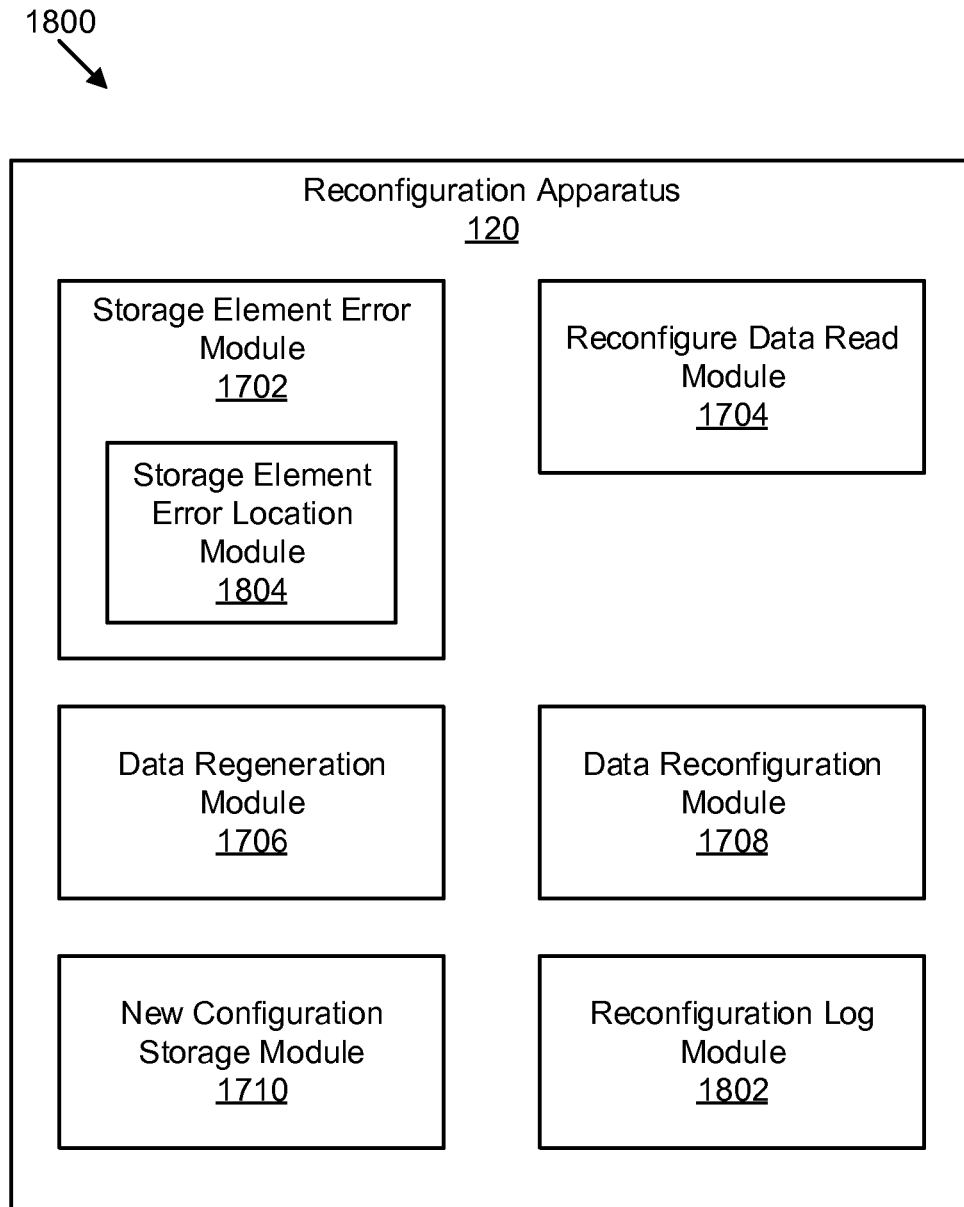 1800
Reconfiguration Apparatus
120
Storage Element Error
Module
1702
Storage Element
Error Location
Module
1804
Reconfigure Data Read
Module
1704
Data Regeneration
Module
1706
Data Reconfiguration
Module
1708
New Configuration
Storage Module
1710
Reconfiguration Log
Module
1802